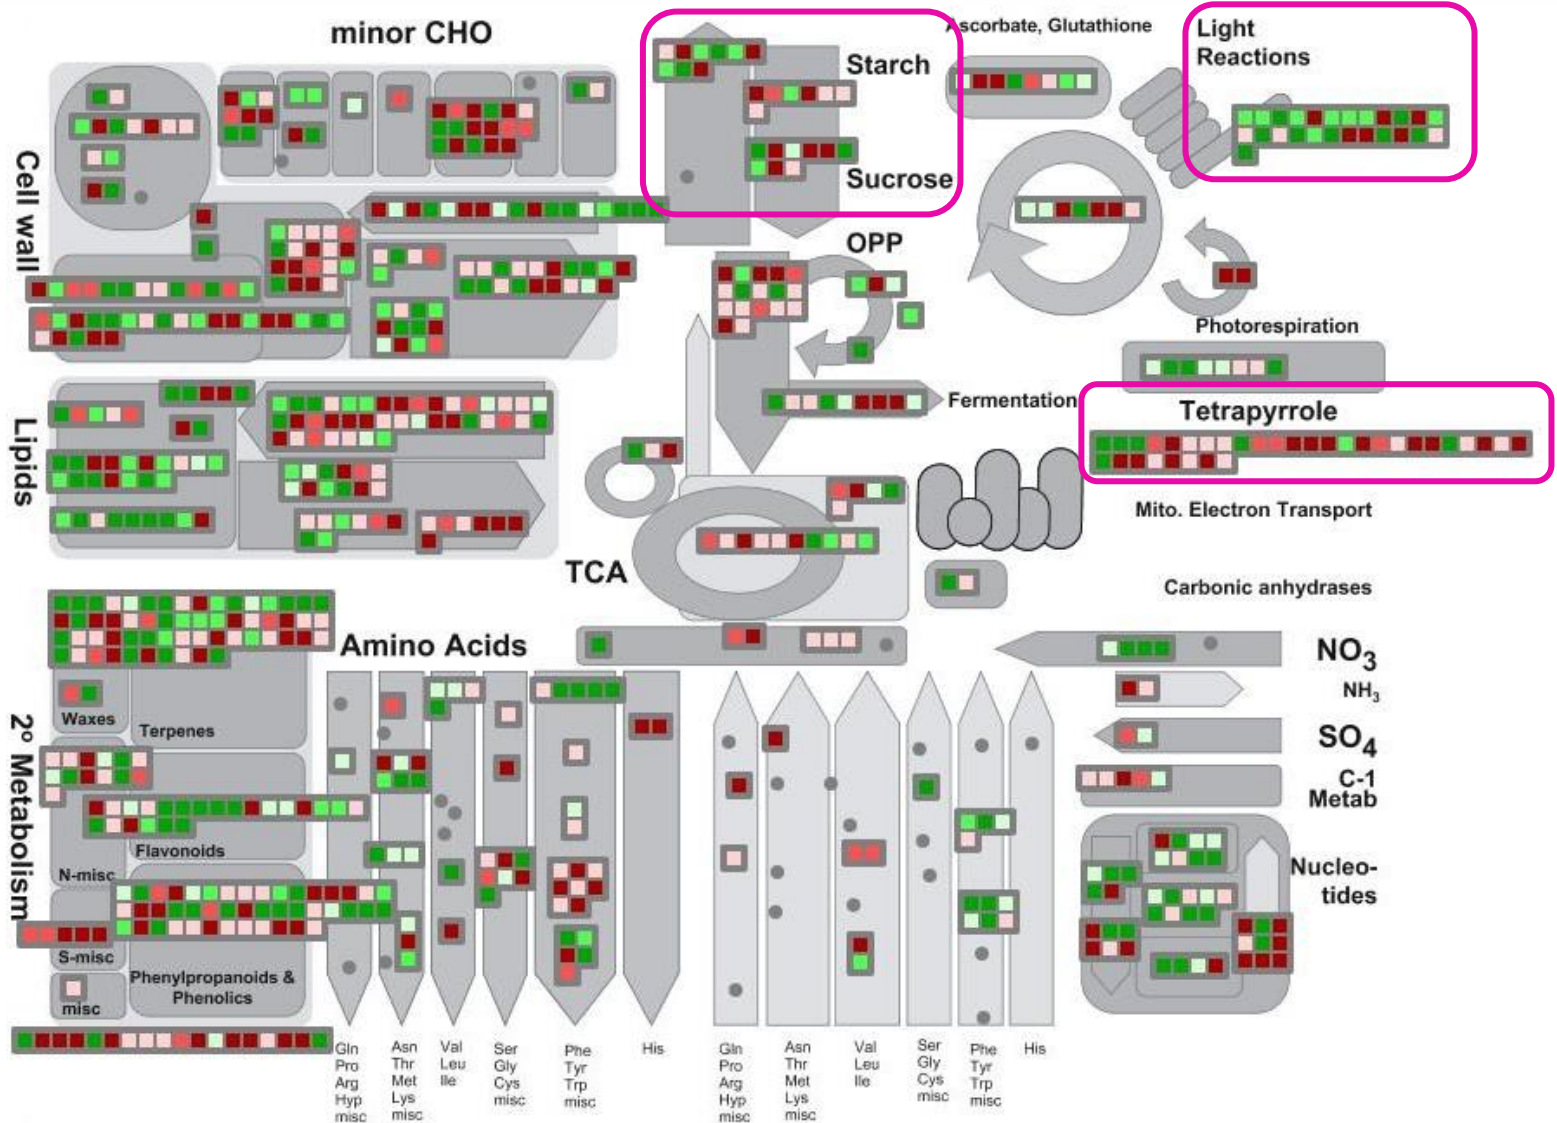 minor CHO
Starch
Sucrose
Ascorbate, Glutathione
Light
Reactions
Cell wall
OPP
Photorespiration
Fermentation
Tetrapyrrole
Lipids
Mito. Electron Transport
TCA
Carbonic anhydrases
Amino Acids
NO3
NH3
SO4
C-1
Metab
Nucleo-
tides
2º Metabolism
Waxes
Terpenes
Flavonoids
N-misc
S-misc
Phenylpropanoids &
Phenolics
misc
Gln
Pro
Arg
Hyp
misc
Asn
Thr
Met
Lys
misc
Val
Leu
Ile
Ser
Gly
Cys
misc
Phe
Tyr
Trp
misc
His
Gln
Pro
Arg
Hyp
misc
Asn
Thr
Met
Lys
misc
Val
Leu
Ile
Ser
Gly
Cys
misc
Phe
Tyr
Trp
misc
His